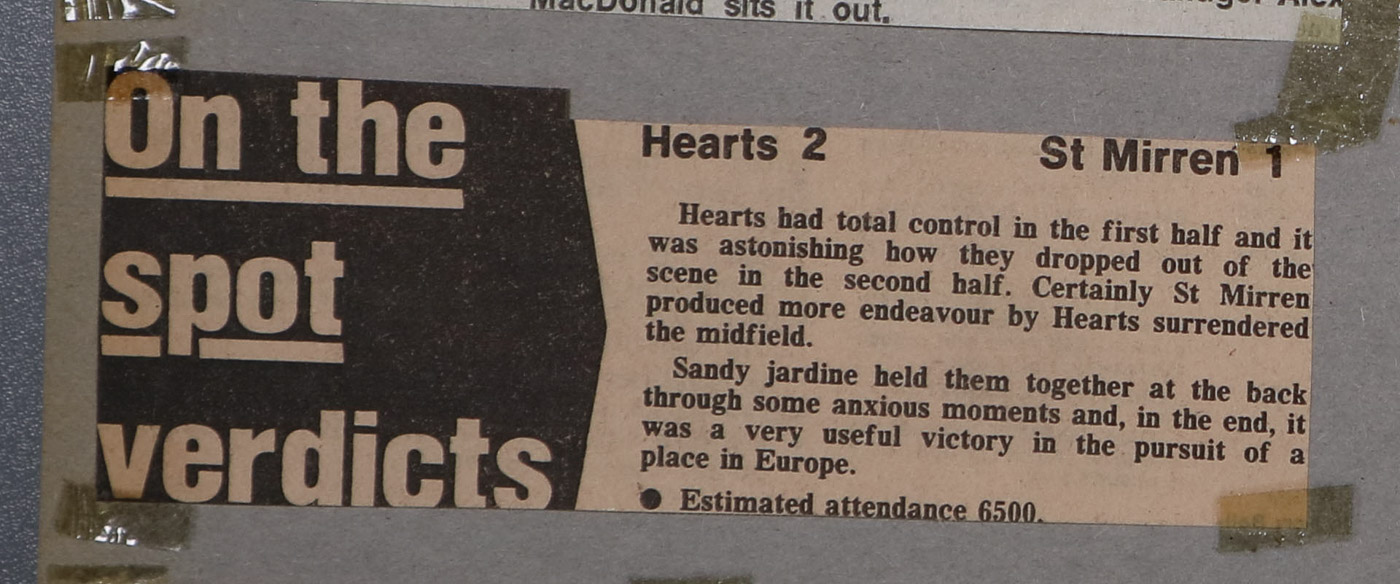 MacDonald sits it out.
On the
spot
verdicts
Hearts 2 St Mirren 1
Hearts had total control in the first half and it
was astonishing how they dropped out of the
scene in the second half. Certainly St Mirren
produced more endeavour by Hearts surrendered
the midfield.
Sandy jardine held them together at the back
through some anxious moments and, in the end, it
was a very useful victory in the pursuit of a
place in Europe.
● Estimated attendance 6500.